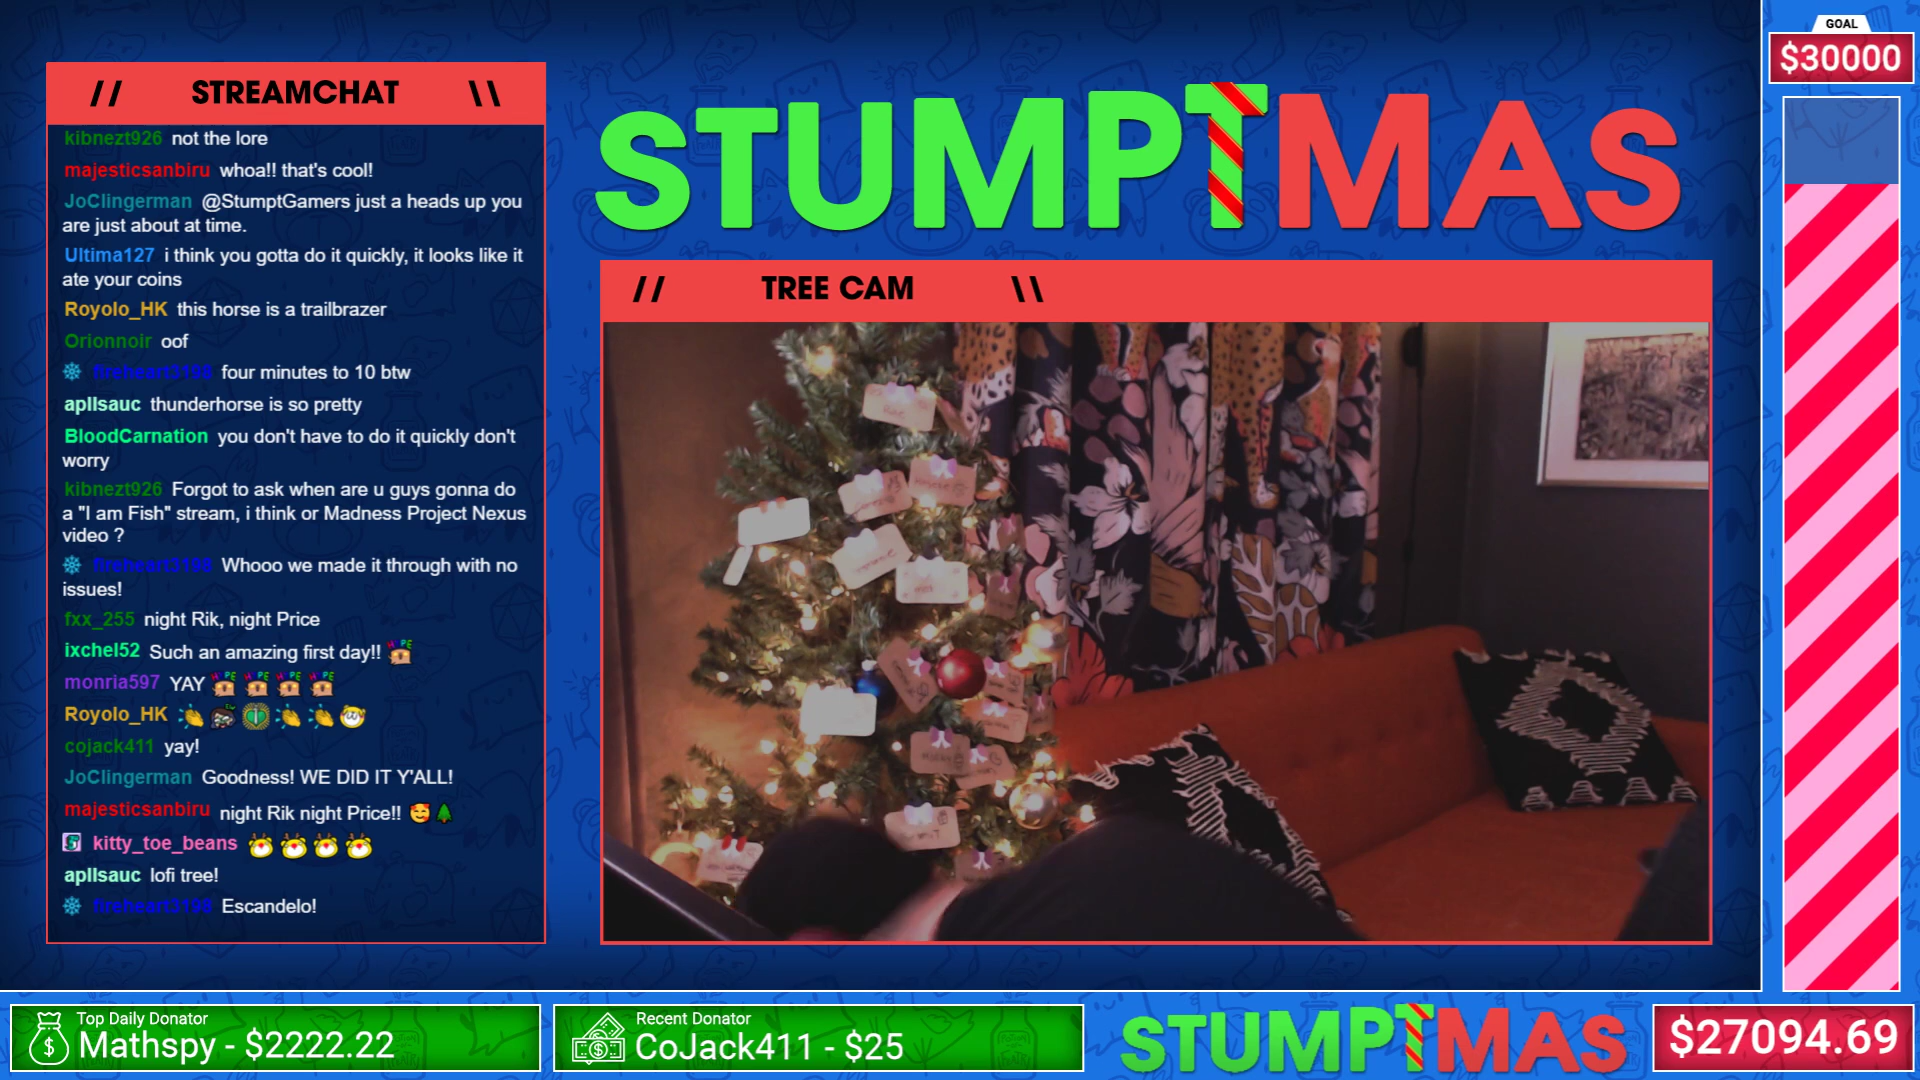 GOAL
$30000
// STREAMCHAT \\
kibnezt926 not the lore
majesticsanbiru whoa!! that's cool!
JoClingerman @StumptGamers just a heads up you
are just about at time.
Ultima127 i think you gotta do it quickly, it looks like it
ate your coins
Royolo_HK this horse is a trailbrazer
Orionnoir oof
fireheart3198 four minutes to 10 btw
apllsauc thunderhorse is so pretty
BloodCarnation you don't have to do it quickly don't
worry
kibnezt926 Forgot to ask when are u guys gonna do
a "I am Fish" stream, i think or Madness Project Nexus
video ?
fireheart3198 Whooo we made it through with no
issues!
fxx_255 night Rik, night Price
ixchel52 Such an amazing first day!!
monria597 YAY
Royolo_HK
cojack411 yay!
JoClingerman Goodness! WE DID IT Y'ALL!
majesticsanbiru night Rik night Price!!
kitty_toe_beans
apllsauc lofi tree!
fireheart3198 Escandelo!
STUMPTMAS
// TREE CAM \\
Top Daily Donator
Mathspy - $2222.22
Recent Donator
CoJack411 - $25
STUMPTMAS
$27094.69